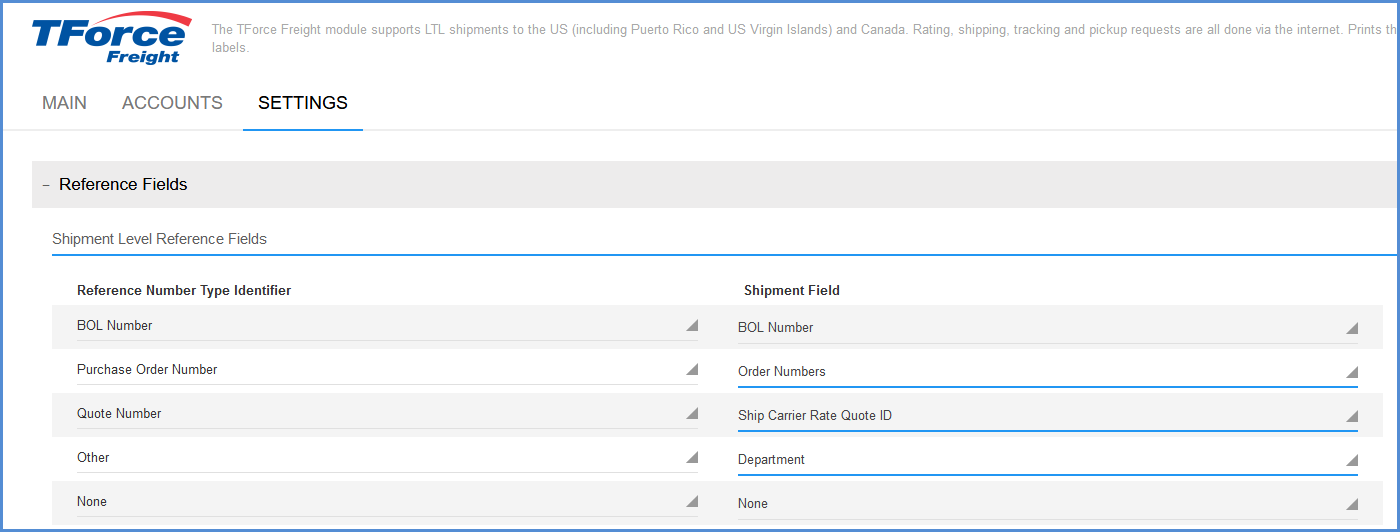 TForce
Freight
The TForce Freight module supports LTL shipments to the US (including Puerto Rico and US Virgin Islands) and Canada. Rating, shipping, tracking and pickup requests are all done via the internet. Prints
labels.
MAIN ACCOUNTS SETTINGS
- Reference Fields
Shipment Level Reference Fields
Reference Number Type Identifier Shipment Field
BOL Number BOL Number
Purchase Order Number Order Numbers
Quote Number Ship Carrier Rate Quote ID
Other Department
None None